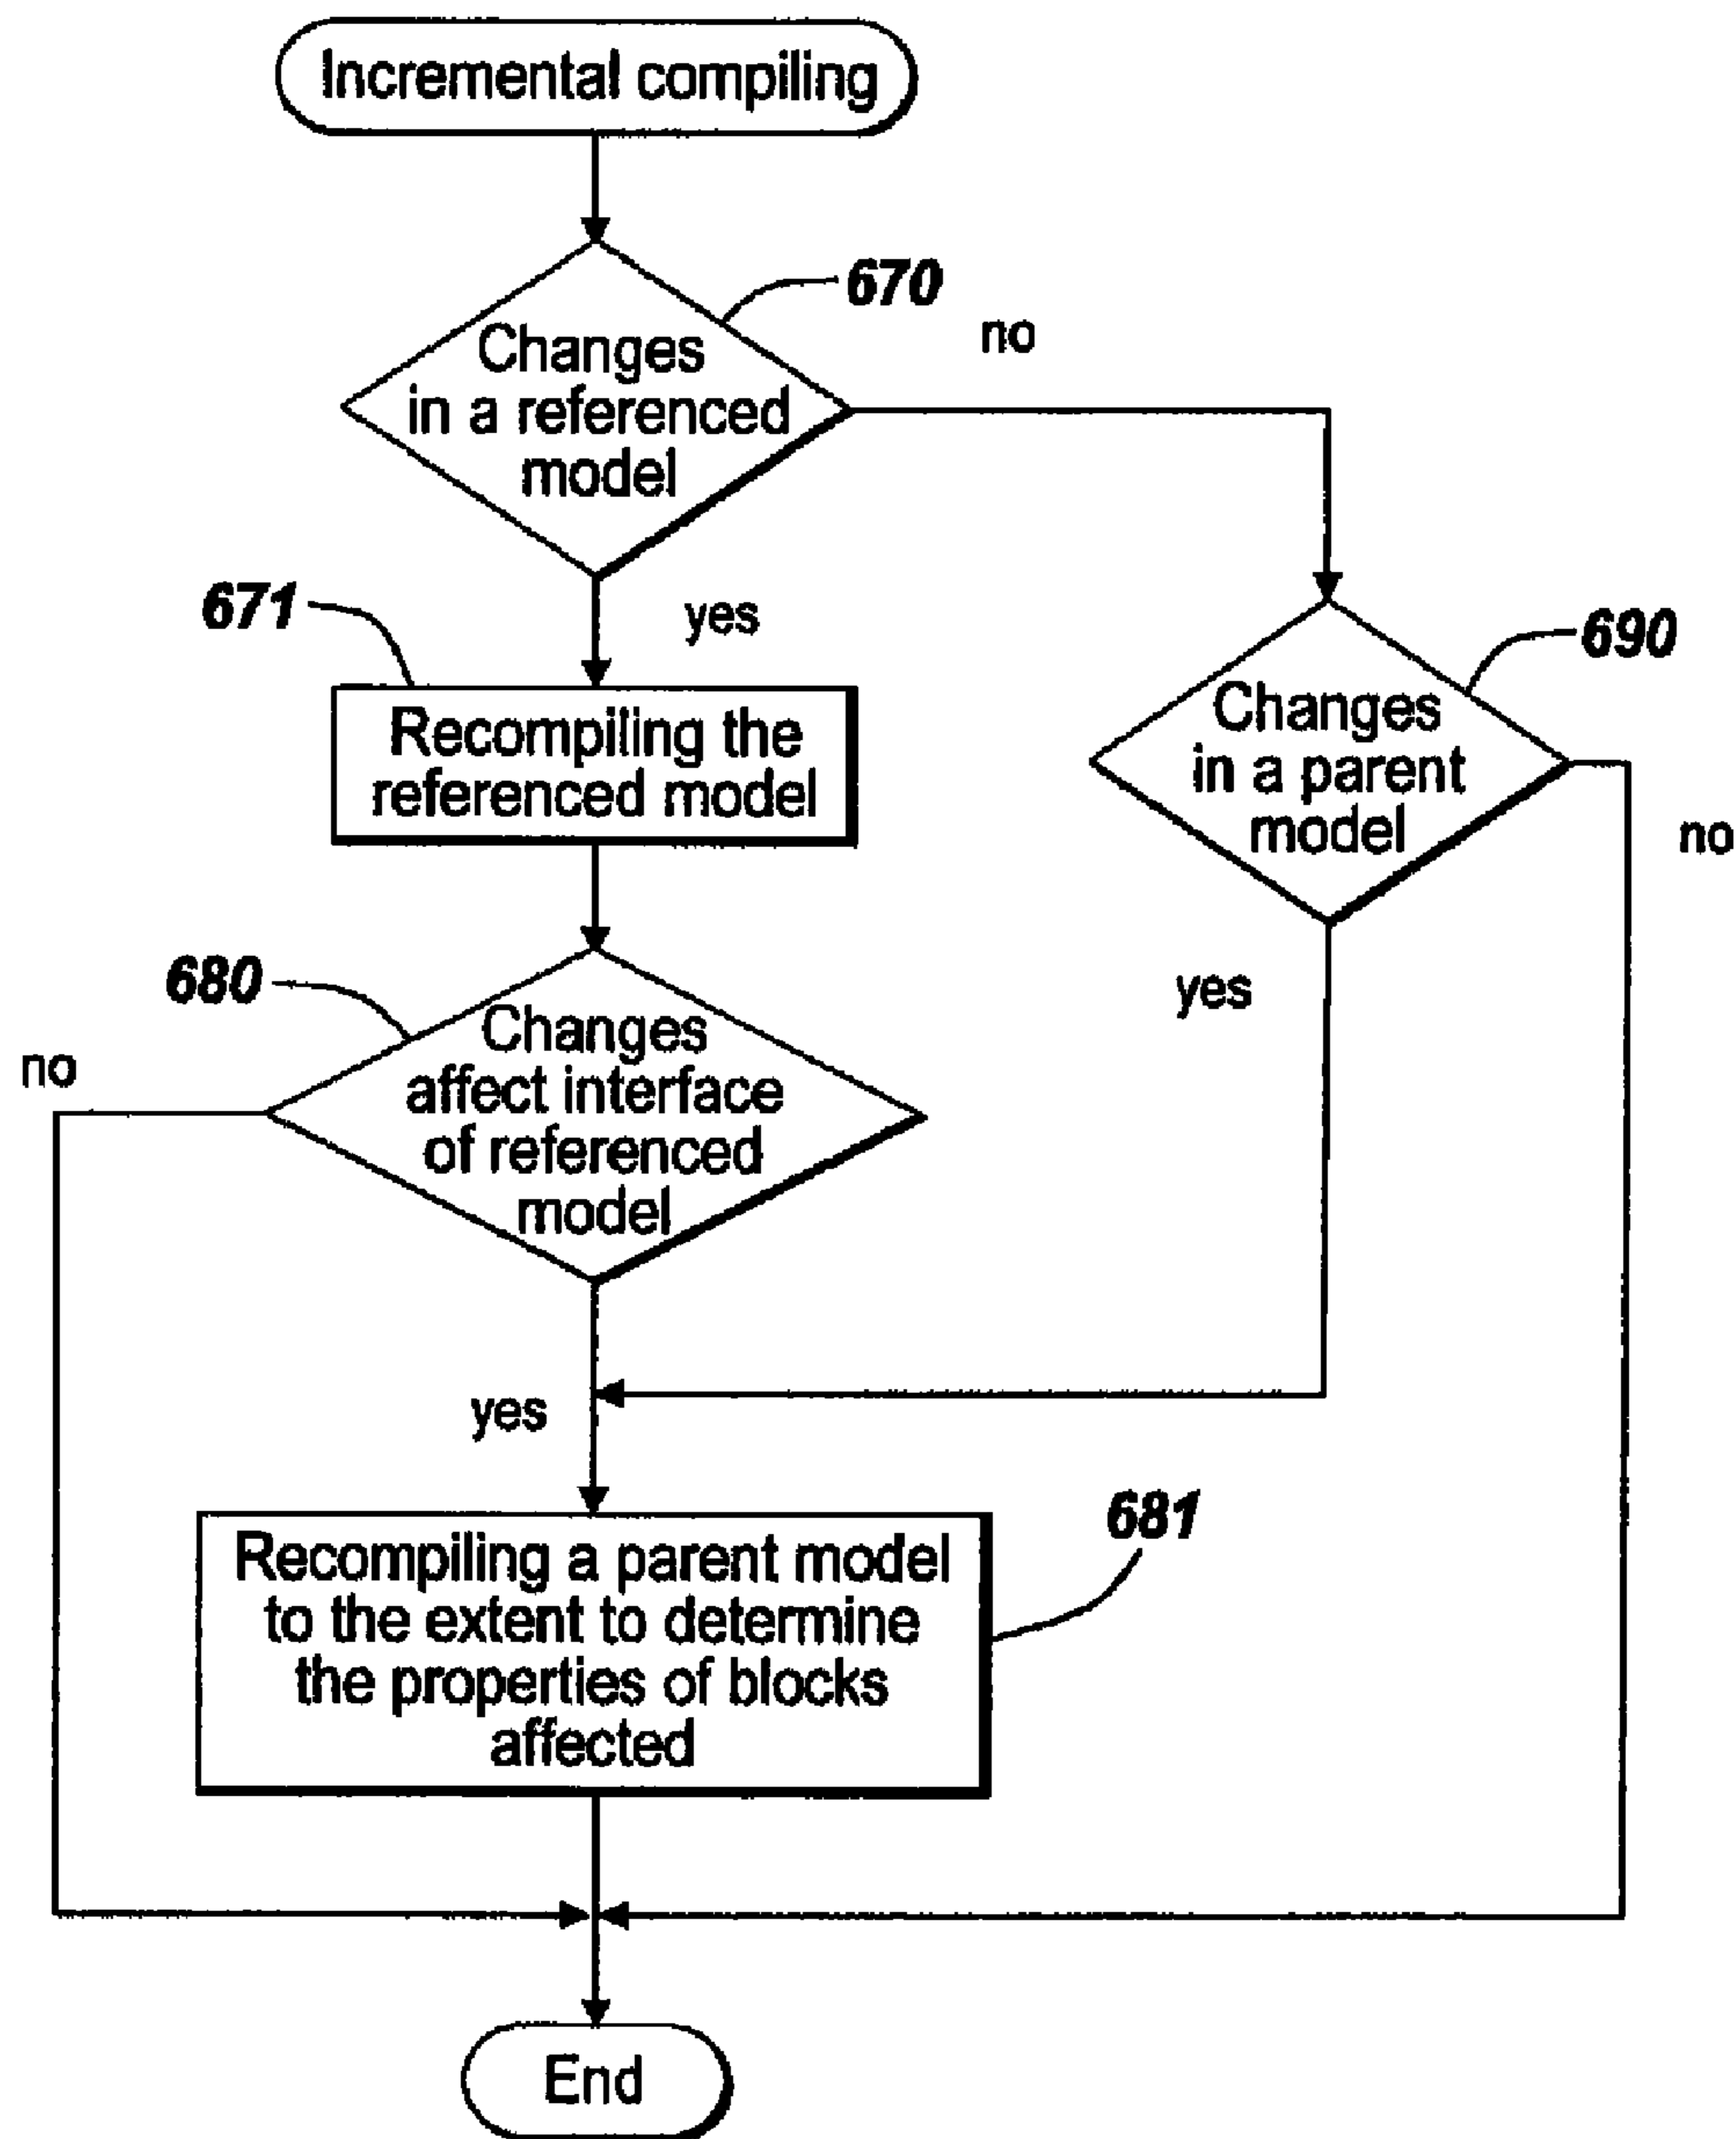 Incremental compiling
670
no
Changes
in a referenced
model
671
yes
690
Recompiling the
referenced model
Changes
in a parent
model
no
680
yes
no
Changes
affect interface
of referenced
model
yes
681
Recompiling a parent model
to the extent to determine
the properties of blocks
affected
End